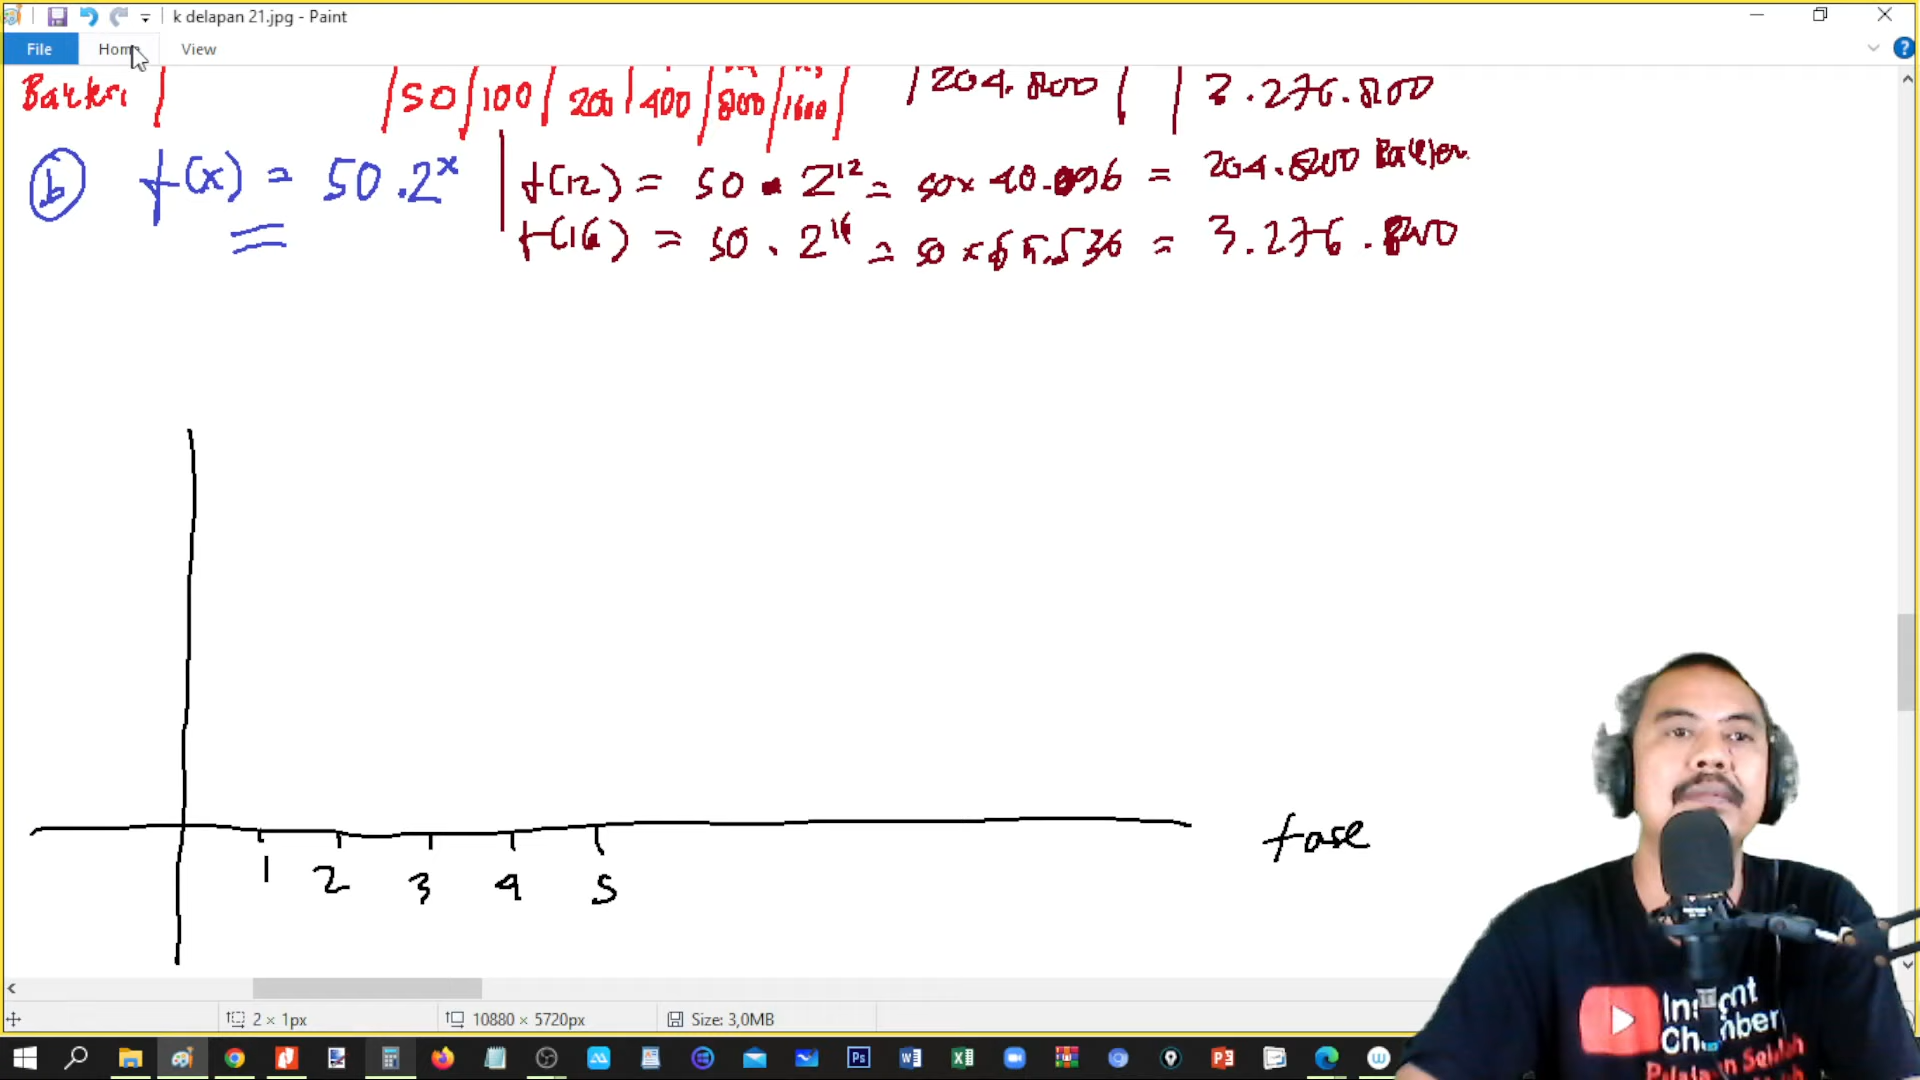 k delapan 21.jpg - Paint
File Home View
Bakteri 50 100 200 400 800 1600 204.800 3.276.800
b f(x) = 50.2^x f(12) = 50 . 2^12 = 50 x 40.096 = 204.800 Bakteri
f(16) = 50 . 2^16 = 50 x 65.536 = 3.276.800
fase
1 2 3 4 5
2 × 1px 10880 × 5720px Size: 3,0MB